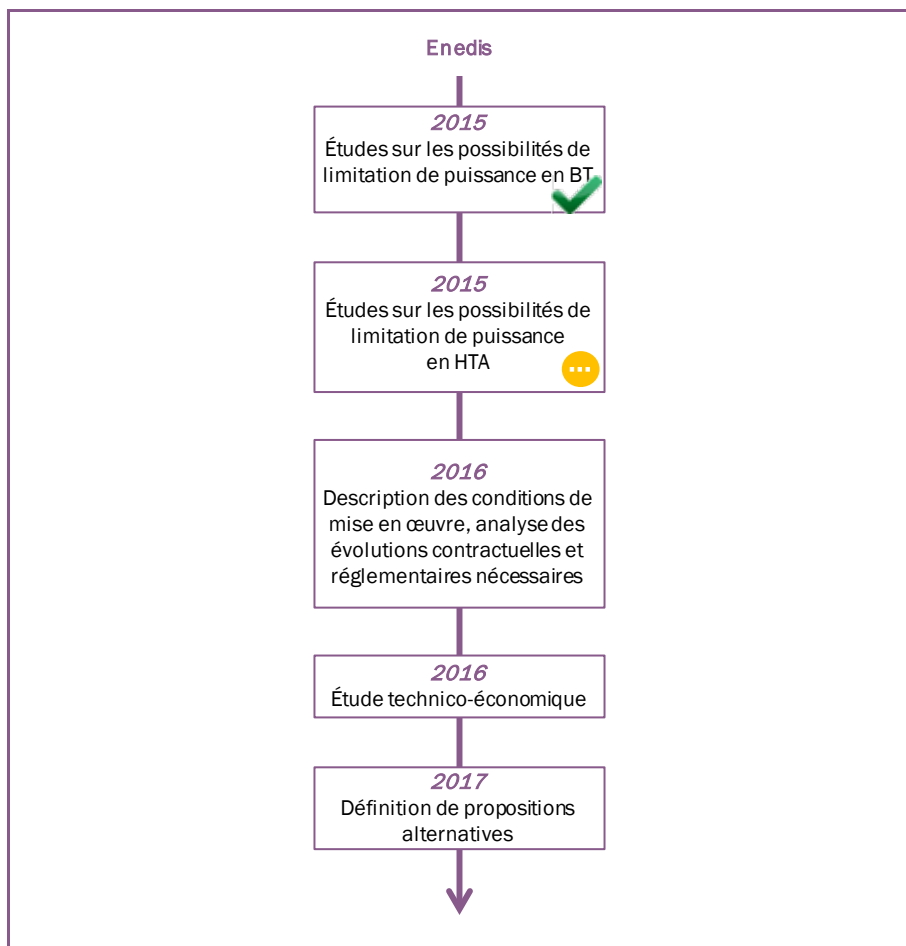 Enedis
2015
Études sur les possibilités de
limitation de puissance en BT
2015
Études sur les possibilités de
limitation de puissance
en HTA
2016
Description des conditions de
mise en œuvre, analyse des
évolutions contractuelles et
réglementaires nécessaires
2016
Étude technico-économique
2017
Définition de propositions
alternatives